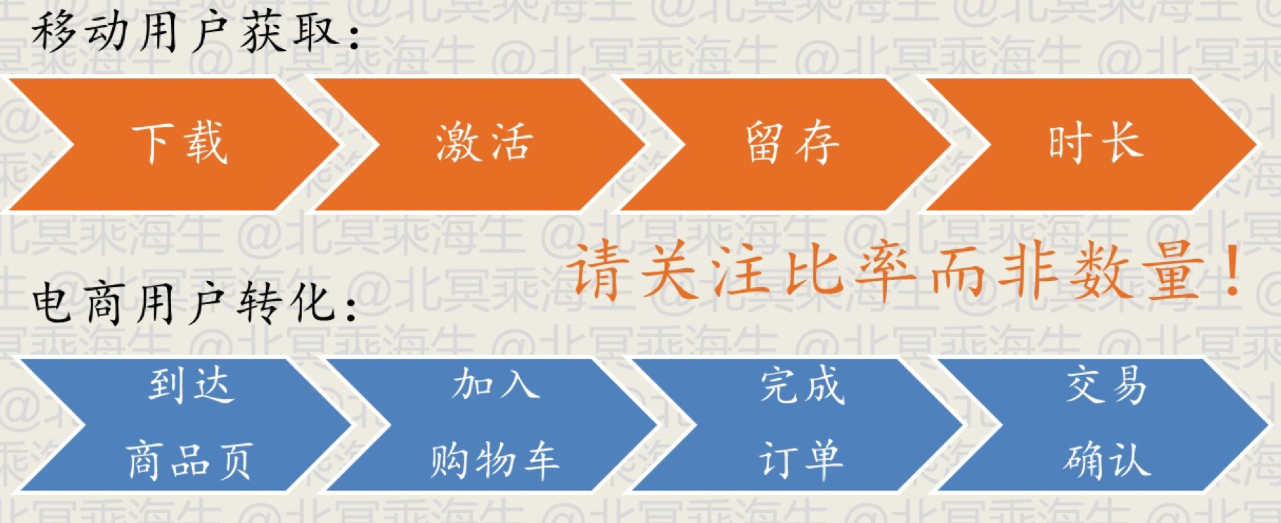 移动用户获取：
下载
激活
留存
时长
请关注比率而非数量！
电商用户转化：
到达
商品页
加入
购物车
完成
订单
交易
确认
@北冥乘海生